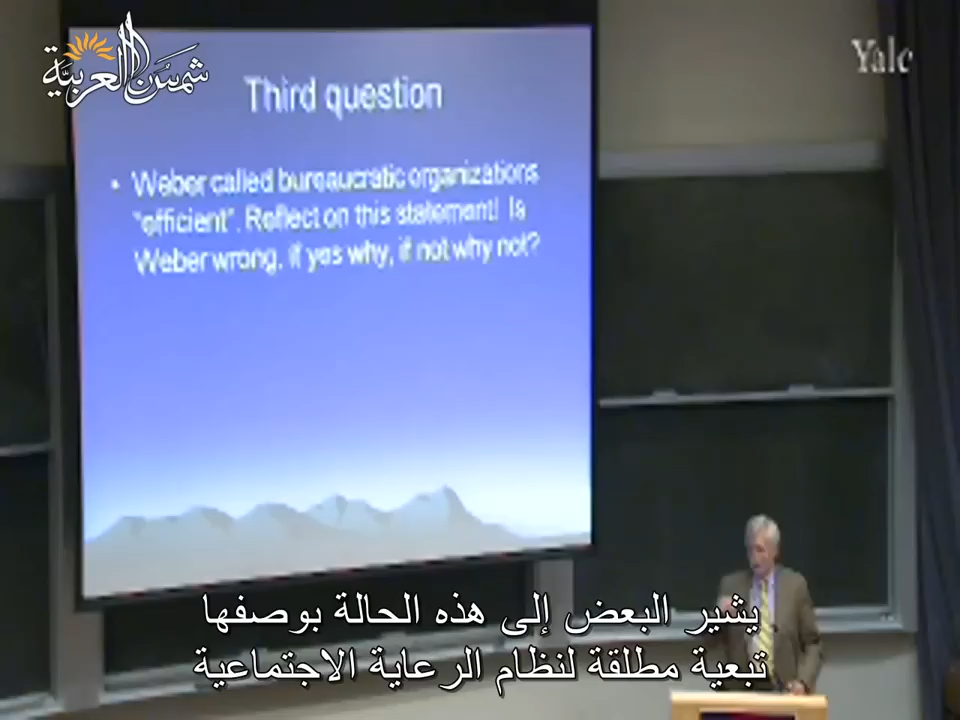 شمس العربية
Yale
Third question
• Weber called bureaucratic organizations
"efficient". Reflect on this statement! Is
Weber wrong, if yes why, if not why not?
يشير البعض إلى هذه الحالة بوصفها
تبعية مطلقة لنظام الرعاية الاجتماعية